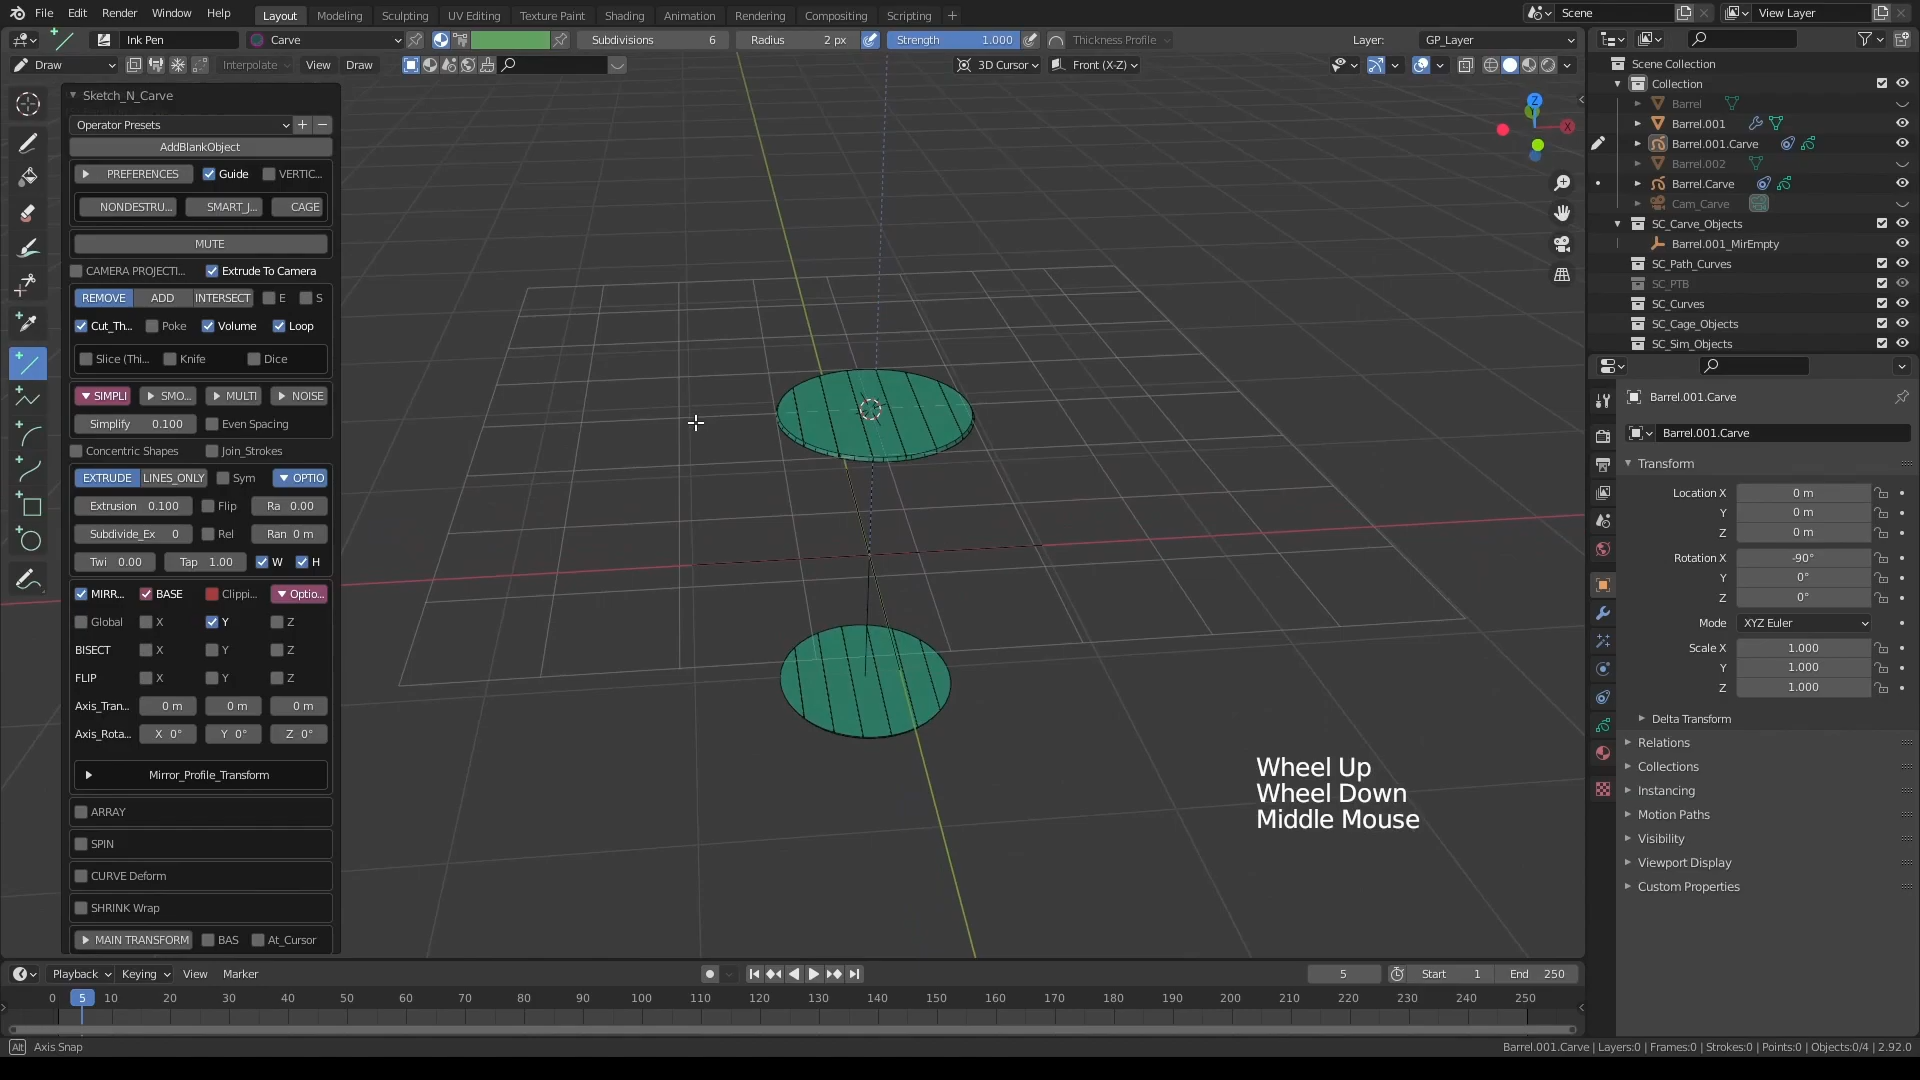 File Edit Render Window Help Layout Modeling Sculpting UV Editing Texture Paint Shading Animation Rendering Compositing Scripting + Scene View Layer
Ink Pen Carve Subdivisions 6 Radius 2 px Strength 1.000 Thickness Profile Layer: GP_Layer
Draw Interpolate View Draw 3D Cursor Front (X-Z)
Sketch_N_Carve
Operator Presets + −
AddBlankObject
PREFERENCES Guide VERTIC...
NONDESTRU... SMART_J... CAGE
MUTE
CAMERA PROJECTI... Extrude To Camera
REMOVE ADD INTERSECT E S
Cut_Th... Poke Volume Loop
Slice (Thi... Knife Dice
SIMPLI SMO... MULTI NOISE
Simplify 0.100 Even Spacing
Concentric Shapes Join_Strokes
EXTRUDE LINES_ONLY Sym OPTIO
Extrusion 0.100 Flip Ra 0.00
Subdivide_Ex 0 Rel Ran 0 m
Twi 0.00 Tap 1.00 W H
MIRR... BASE Clippi... Optio...
Global X Y Z
BISECT X Y Z
FLIP X Y Z
Axis_Tran... 0 m 0 m 0 m
Axis_Rota... X 0° Y 0° Z 0°
Mirror_Profile_Transform
ARRAY
SPIN
CURVE Deform
SHRINK Wrap
MAIN TRANSFORM BAS At_Cursor
Z
X
Wheel Up
Wheel Down
Middle Mouse
Scene Collection
Collection
Barrel
Barrel.001
Barrel.001.Carve
Barrel.002
Barrel.Carve
Cam_Carve
SC_Carve_Objects
Barrel.001_MirEmpty
SC_Path_Curves
SC_PTB
SC_Curves
SC_Cage_Objects
SC_Sim_Objects
Barrel.001.Carve
Barrel.001.Carve
Transform
Location X 0 m
Y 0 m
Z 0 m
Rotation X -90°
Y 0°
Z 0°
Mode XYZ Euler
Scale X 1.000
Y 1.000
Z 1.000
Delta Transform
Relations
Collections
Instancing
Motion Paths
Visibility
Viewport Display
Custom Properties
Playback Keying View Marker 5 Start 1 End 250
0 5 10 20 30 40 50 60 70 80 90 100 110 120 130 140 150 160 170 180 190 200 210 220 230 240 250
Alt Axis Snap Barrel.001.Carve | Layers:0 | Frames:0 | Strokes:0 | Points:0 | Objects:0/4 | 2.92.0